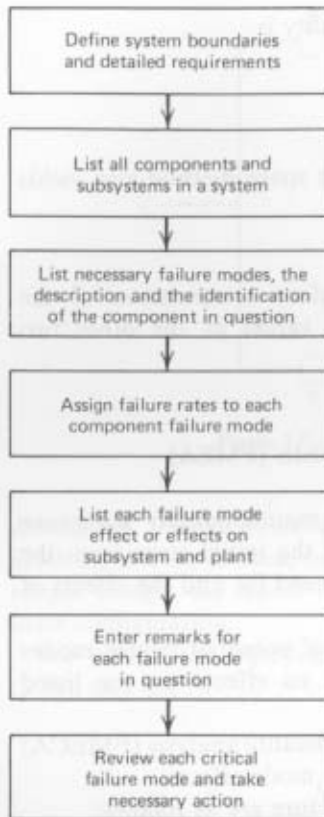 Define system boundaries
and detailed requirements
List all components and
subsystems in a system
List necessary failure modes, the
description and the identification
of the component in question
Assign failure rates to each
component failure mode
List each failure mode
effect or effects on
subsystem and plant
Enter remarks for
each failure mode
in question
Review each critical
failure mode and take
necessary action